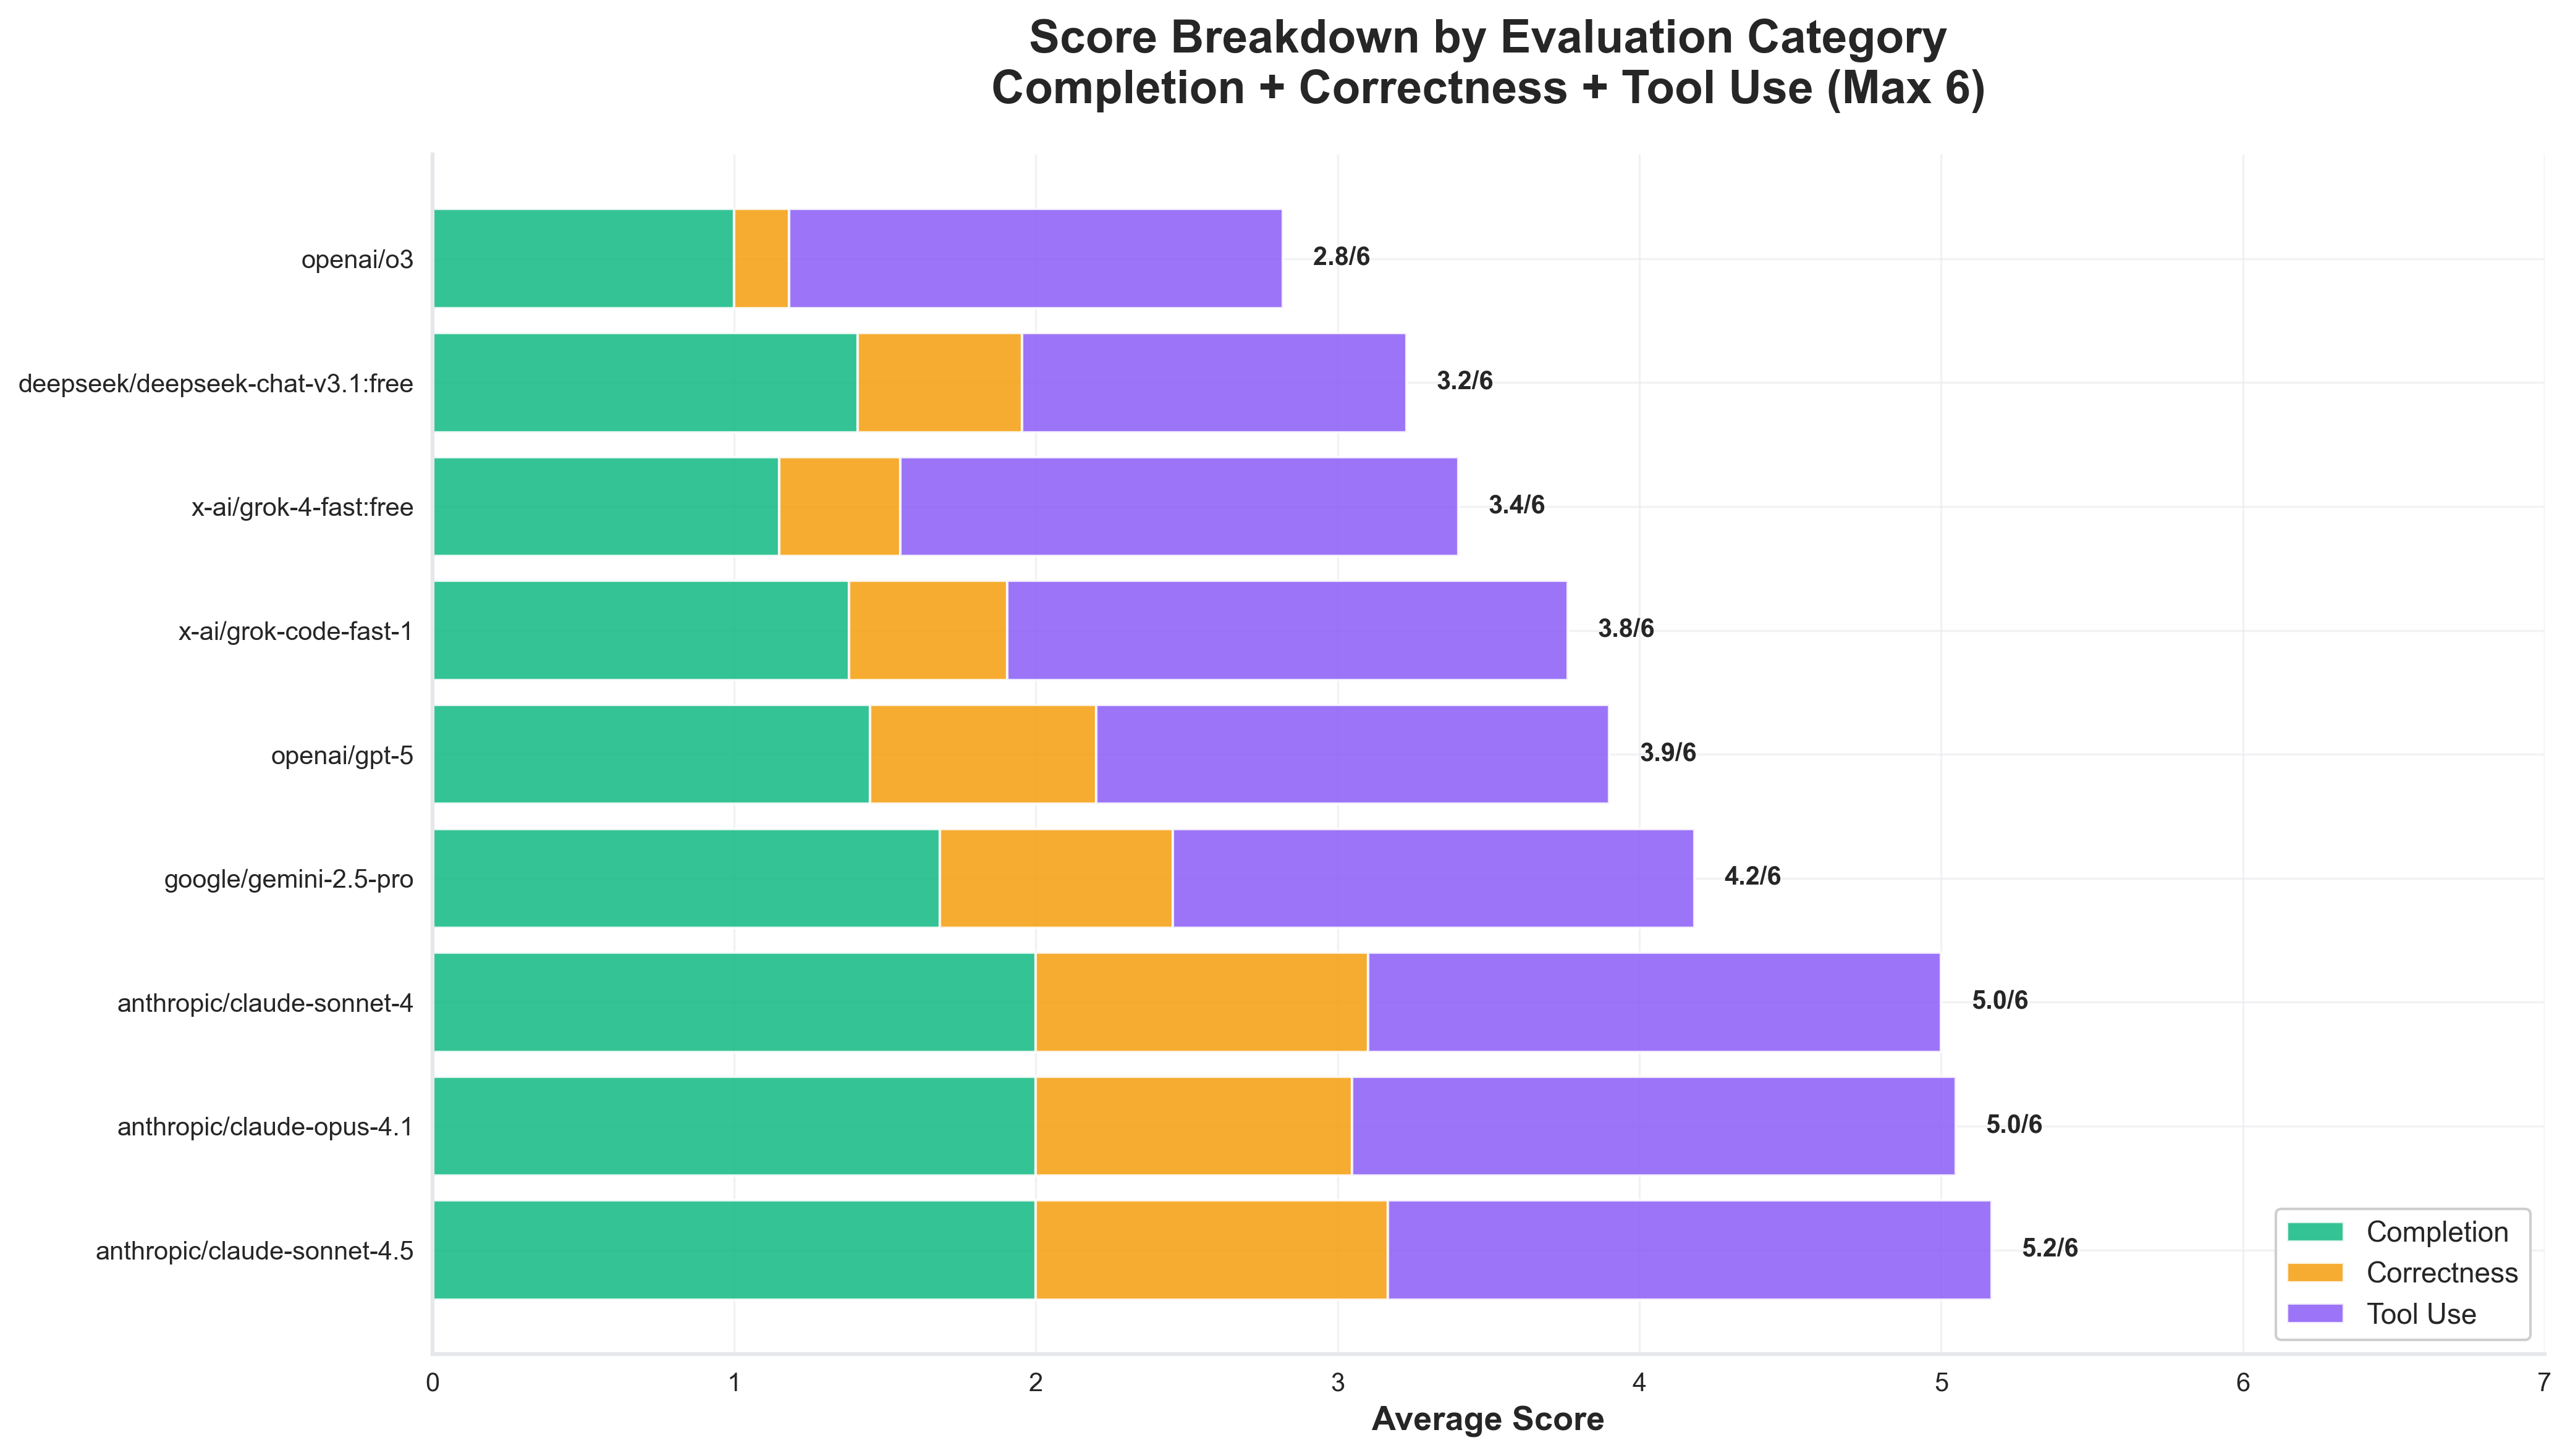 Score Breakdown by Evaluation Category
Completion + Correctness + Tool Use (Max 6)
openai/o3
2.8/6
deepseek/deepseek-chat-v3.1:free
3.2/6
x-ai/grok-4-fast:free
3.4/6
x-ai/grok-code-fast-1
3.8/6
openai/gpt-5
3.9/6
google/gemini-2.5-pro
4.2/6
anthropic/claude-sonnet-4
5.0/6
anthropic/claude-opus-4.1
5.0/6
anthropic/claude-sonnet-4.5
5.2/6
Completion
Correctness
Tool Use
0 1 2 3 4 5 6 7
Average Score